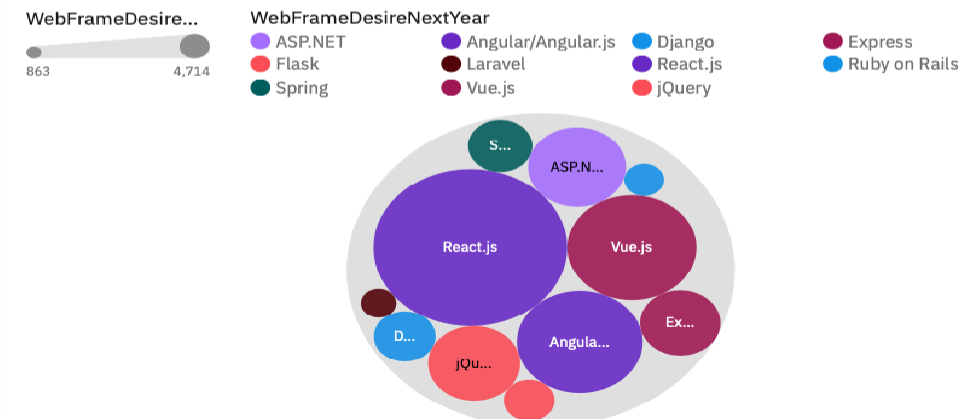 WebFrameDesire...
863
4,714
WebFrameDesireNextYear
ASP.NET
Angular/Angular.js
Django
Express
Flask
Laravel
React.js
Ruby on Rails
Spring
Vue.js
jQuery
S...
ASP.N...
React.js
Vue.js
Ex...
D...
Angula...
jQu...